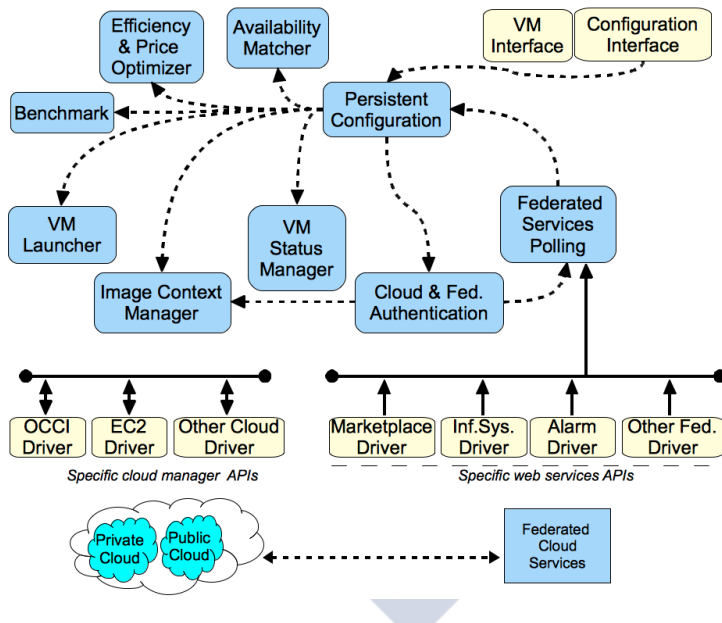 Efficiency
& Price
Optimizer
Availability
Matcher
VM
Interface
Configuration
Interface
Benchmark
Persistent
Configuration
VM
Launcher
VM
Status
Manager
Federated
Services
Polling
Image Context
Manager
Cloud & Fed.
Authentication
OCCI
Driver
EC2
Driver
Other Cloud
Driver
Marketplace
Driver
Inf.Sys.
Driver
Alarm
Driver
Other Fed.
Driver
Specific cloud manager APIs
Specific web services APIs
Private
Cloud
Public
Cloud
Federated
Cloud
Services